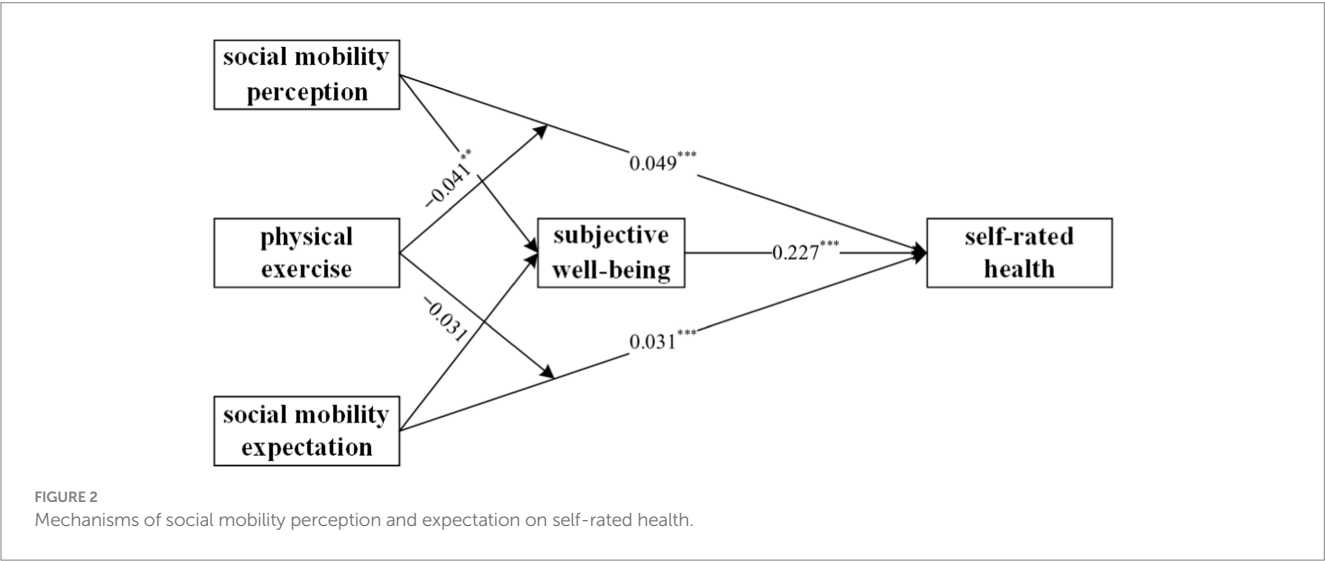 social mobility
perception
0.049***
−0.041**
physical
exercise
subjective
well-being
0.227***
self-rated
health
−0.031
0.031***
social mobility
expectation
FIGURE 2
Mechanisms of social mobility perception and expectation on self-rated health.